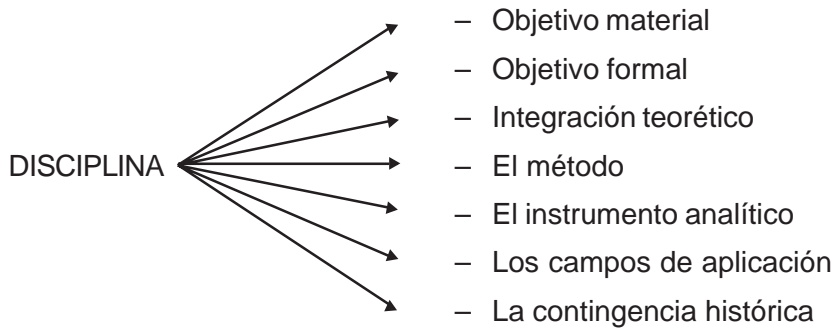 – Objetivo material
– Objetivo formal
– Integración teorético
DISCIPLINA
– El método
– El instrumento analítico
– Los campos de aplicación
– La contingencia histórica